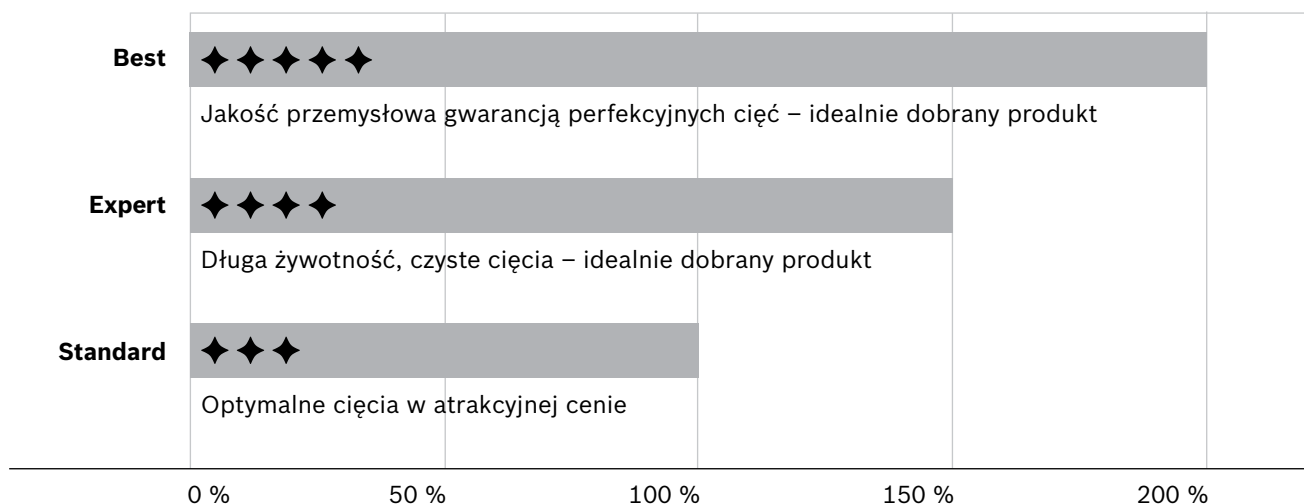 Best
Jakość przemysłowa gwarancją perfekcyjnych cięć – idealnie dobrany produkt
Expert
Długa żywotność, czyste cięcia – idealnie dobrany produkt
Standard
Optymalne cięcia w atrakcyjnej cenie
0 % 50 % 100 % 150 % 200 %